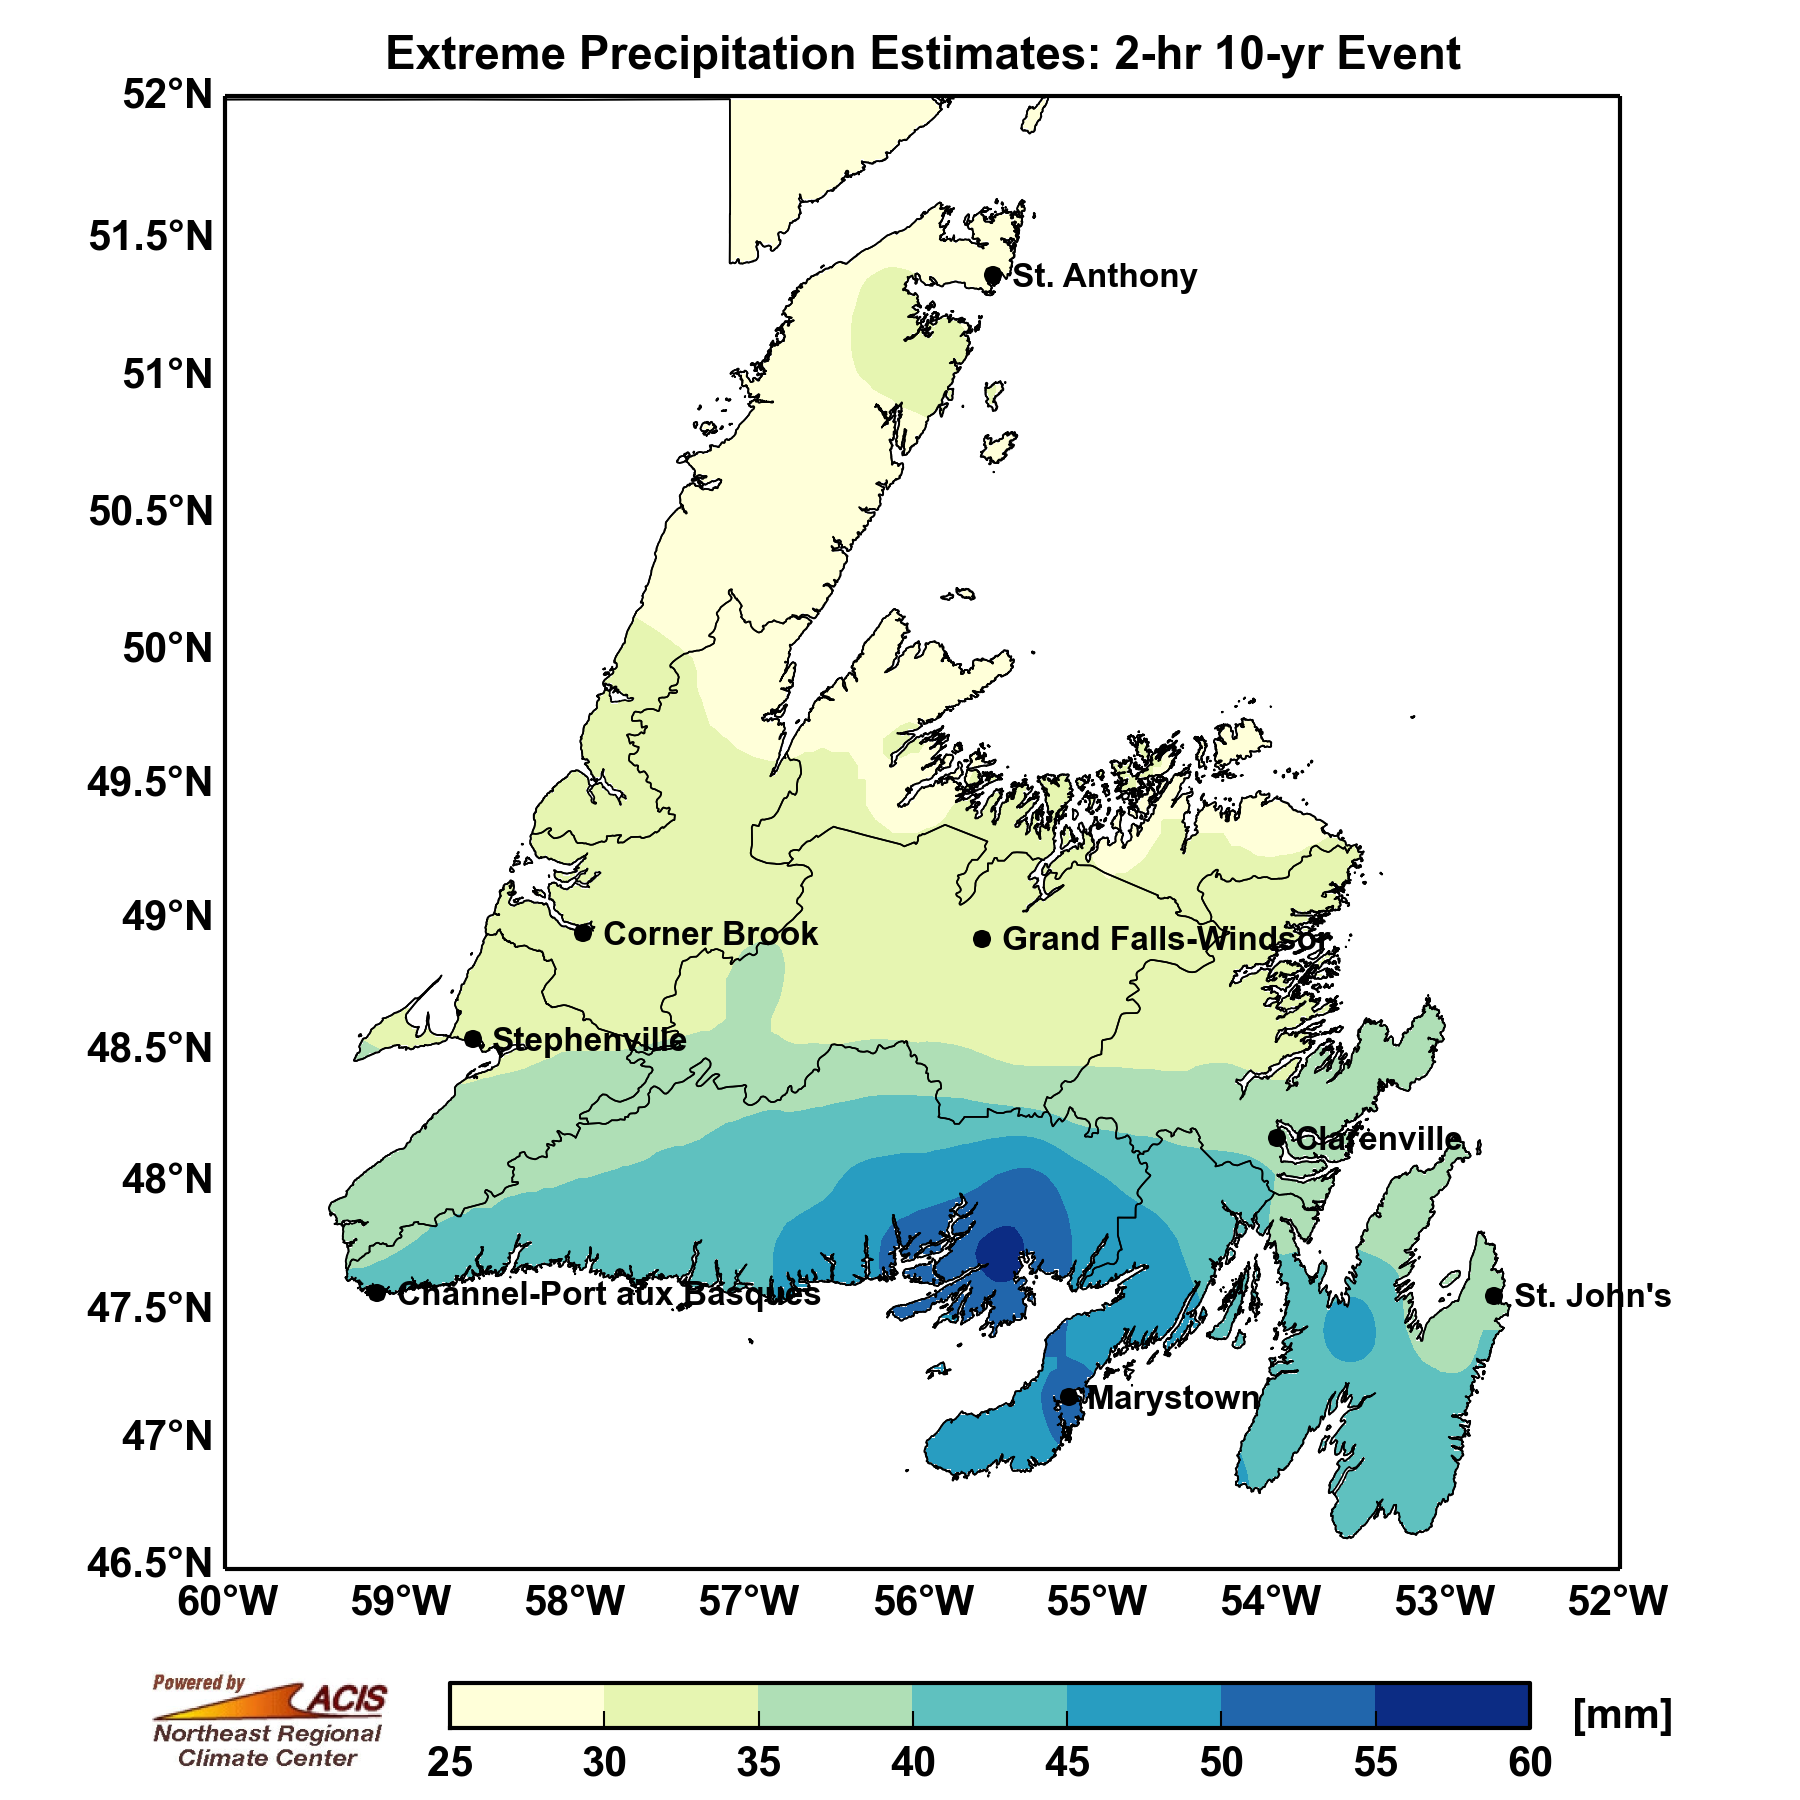 Extreme Precipitation Estimates: 2-hr 10-yr Event
52°N
51.5°N
St. Anthony
51°N
50.5°N
50°N
49.5°N
49°N
Corner Brook
Grand Falls-Windsor
48.5°N
Stephenville
Clarenville
48°N
47.5°N
Channel-Port aux Basques
St. John's
Marystown
47°N
46.5°N
60°W 59°W 58°W 57°W 56°W 55°W 54°W 53°W 52°W
Powered by
ACIS
Northeast Regional
Climate Center
[mm]
25 30 35 40 45 50 55 60